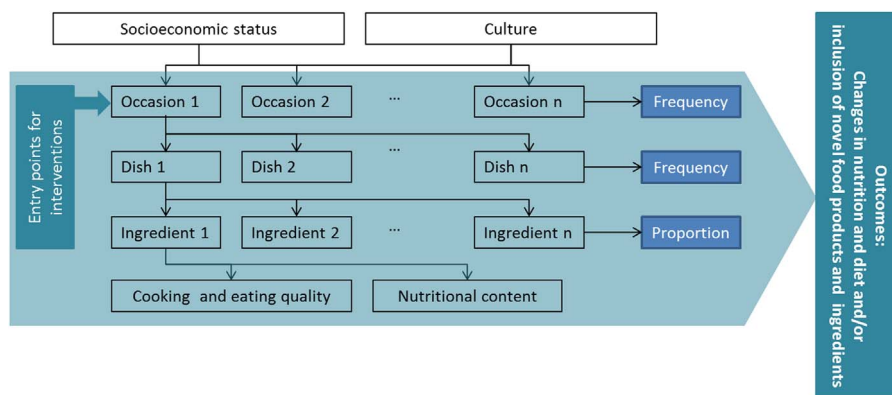 Socioeconomic status
Culture
Entry points for
interventions
Occasion 1
Occasion 2
...
Occasion n
Frequency
Dish 1
Dish 2
...
Dish n
Frequency
Ingredient 1
Ingredient 2
...
Ingredient n
Proportion
Cooking and eating quality
Nutritional content
Outcomes:
Changes in nutrition and diet and/or
inclusion of novel food products and ingredients